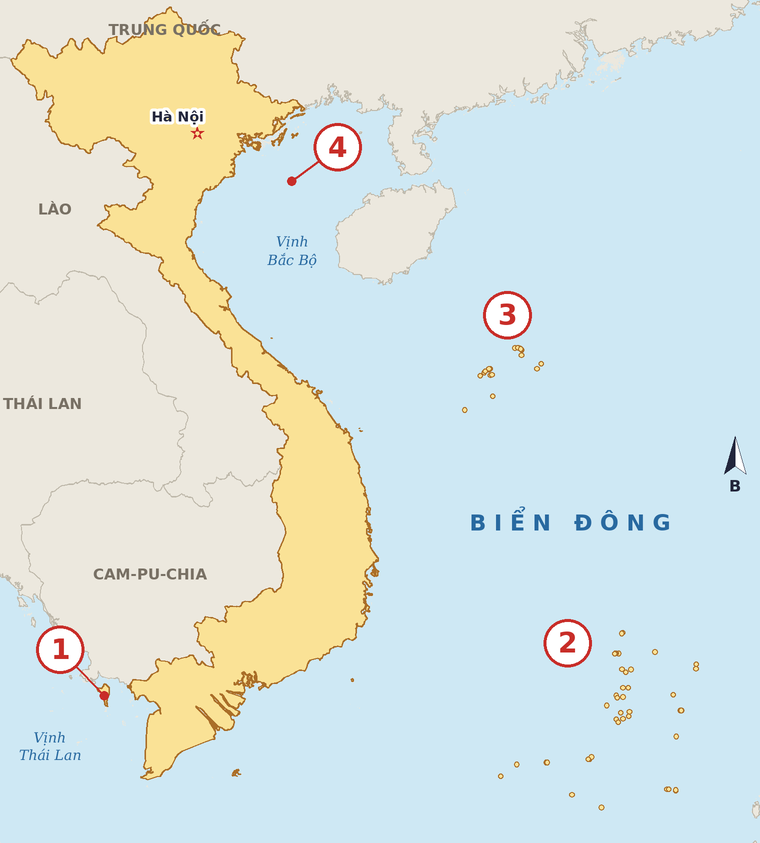 TRUNG QUỐC
Hà Nội
4
LÀO
Vịnh
Bắc Bộ
3
THÁI LAN
B
BIỂN ĐÔNG
CAM-PU-CHIA
1
2
Vịnh
Thái Lan